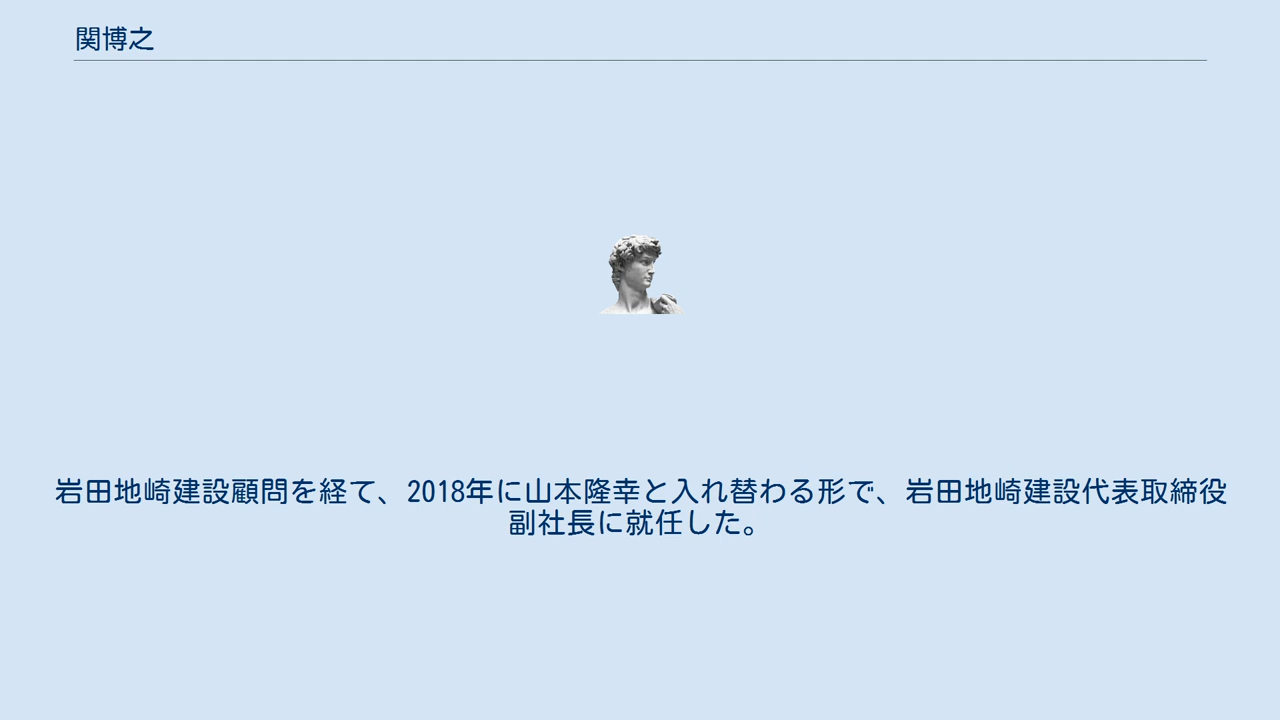 関博之
岩田地崎建設顧問を経て、2018年に山本隆幸と入れ替わる形で、岩田地崎建設代表取締役
副社長に就任した。